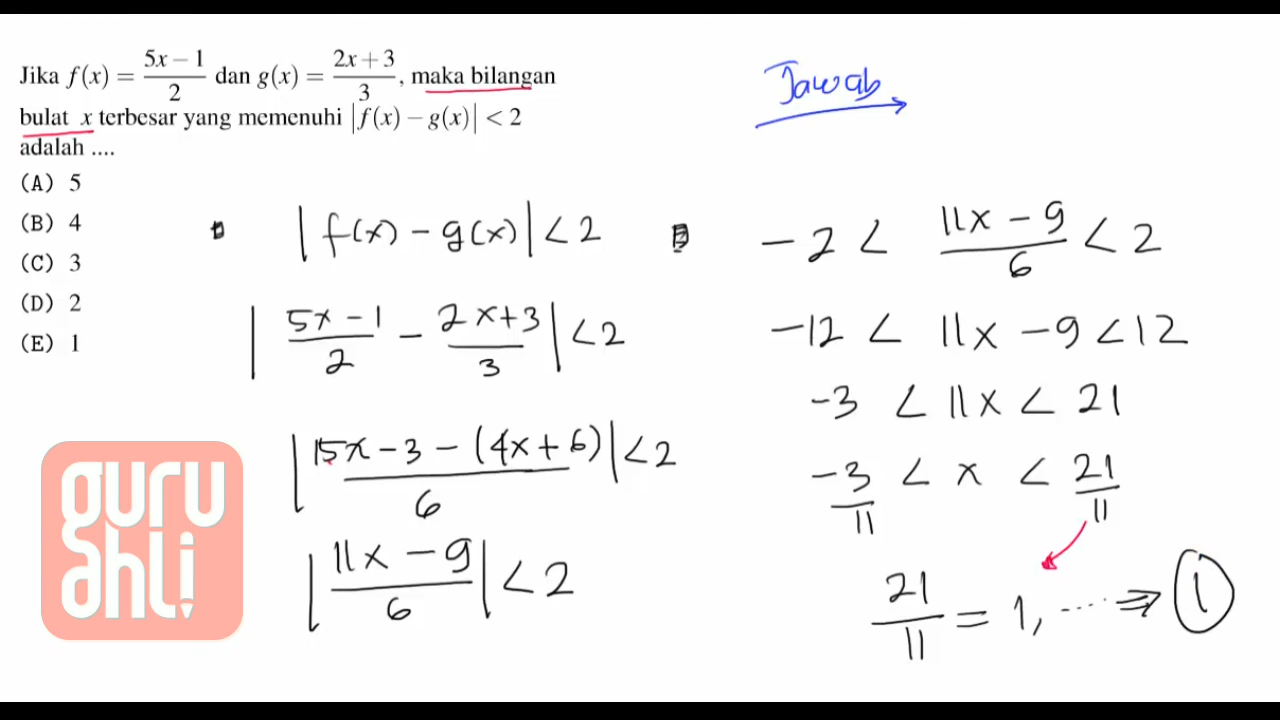 Jika f(x) = (5x − 1)/2 dan g(x) = (2x + 3)/3, maka bilangan
bulat x terbesar yang memenuhi |f(x) − g(x)| < 2
adalah ....
(A) 5
(B) 4
(C) 3
(D) 2
(E) 1
guru
ahli
Jawab
|f(x) − g(x)| < 2
|(5x − 1)/2 − (2x + 3)/3| < 2
|(15x − 3 − (4x + 6))/6| < 2
|(11x − 9)/6| < 2
−2 < (11x − 9)/6 < 2
−12 < 11x − 9 < 12
−3 < 11x < 21
−3/11 < x < 21/11
21/11 = 1, ..... ⇒ 1